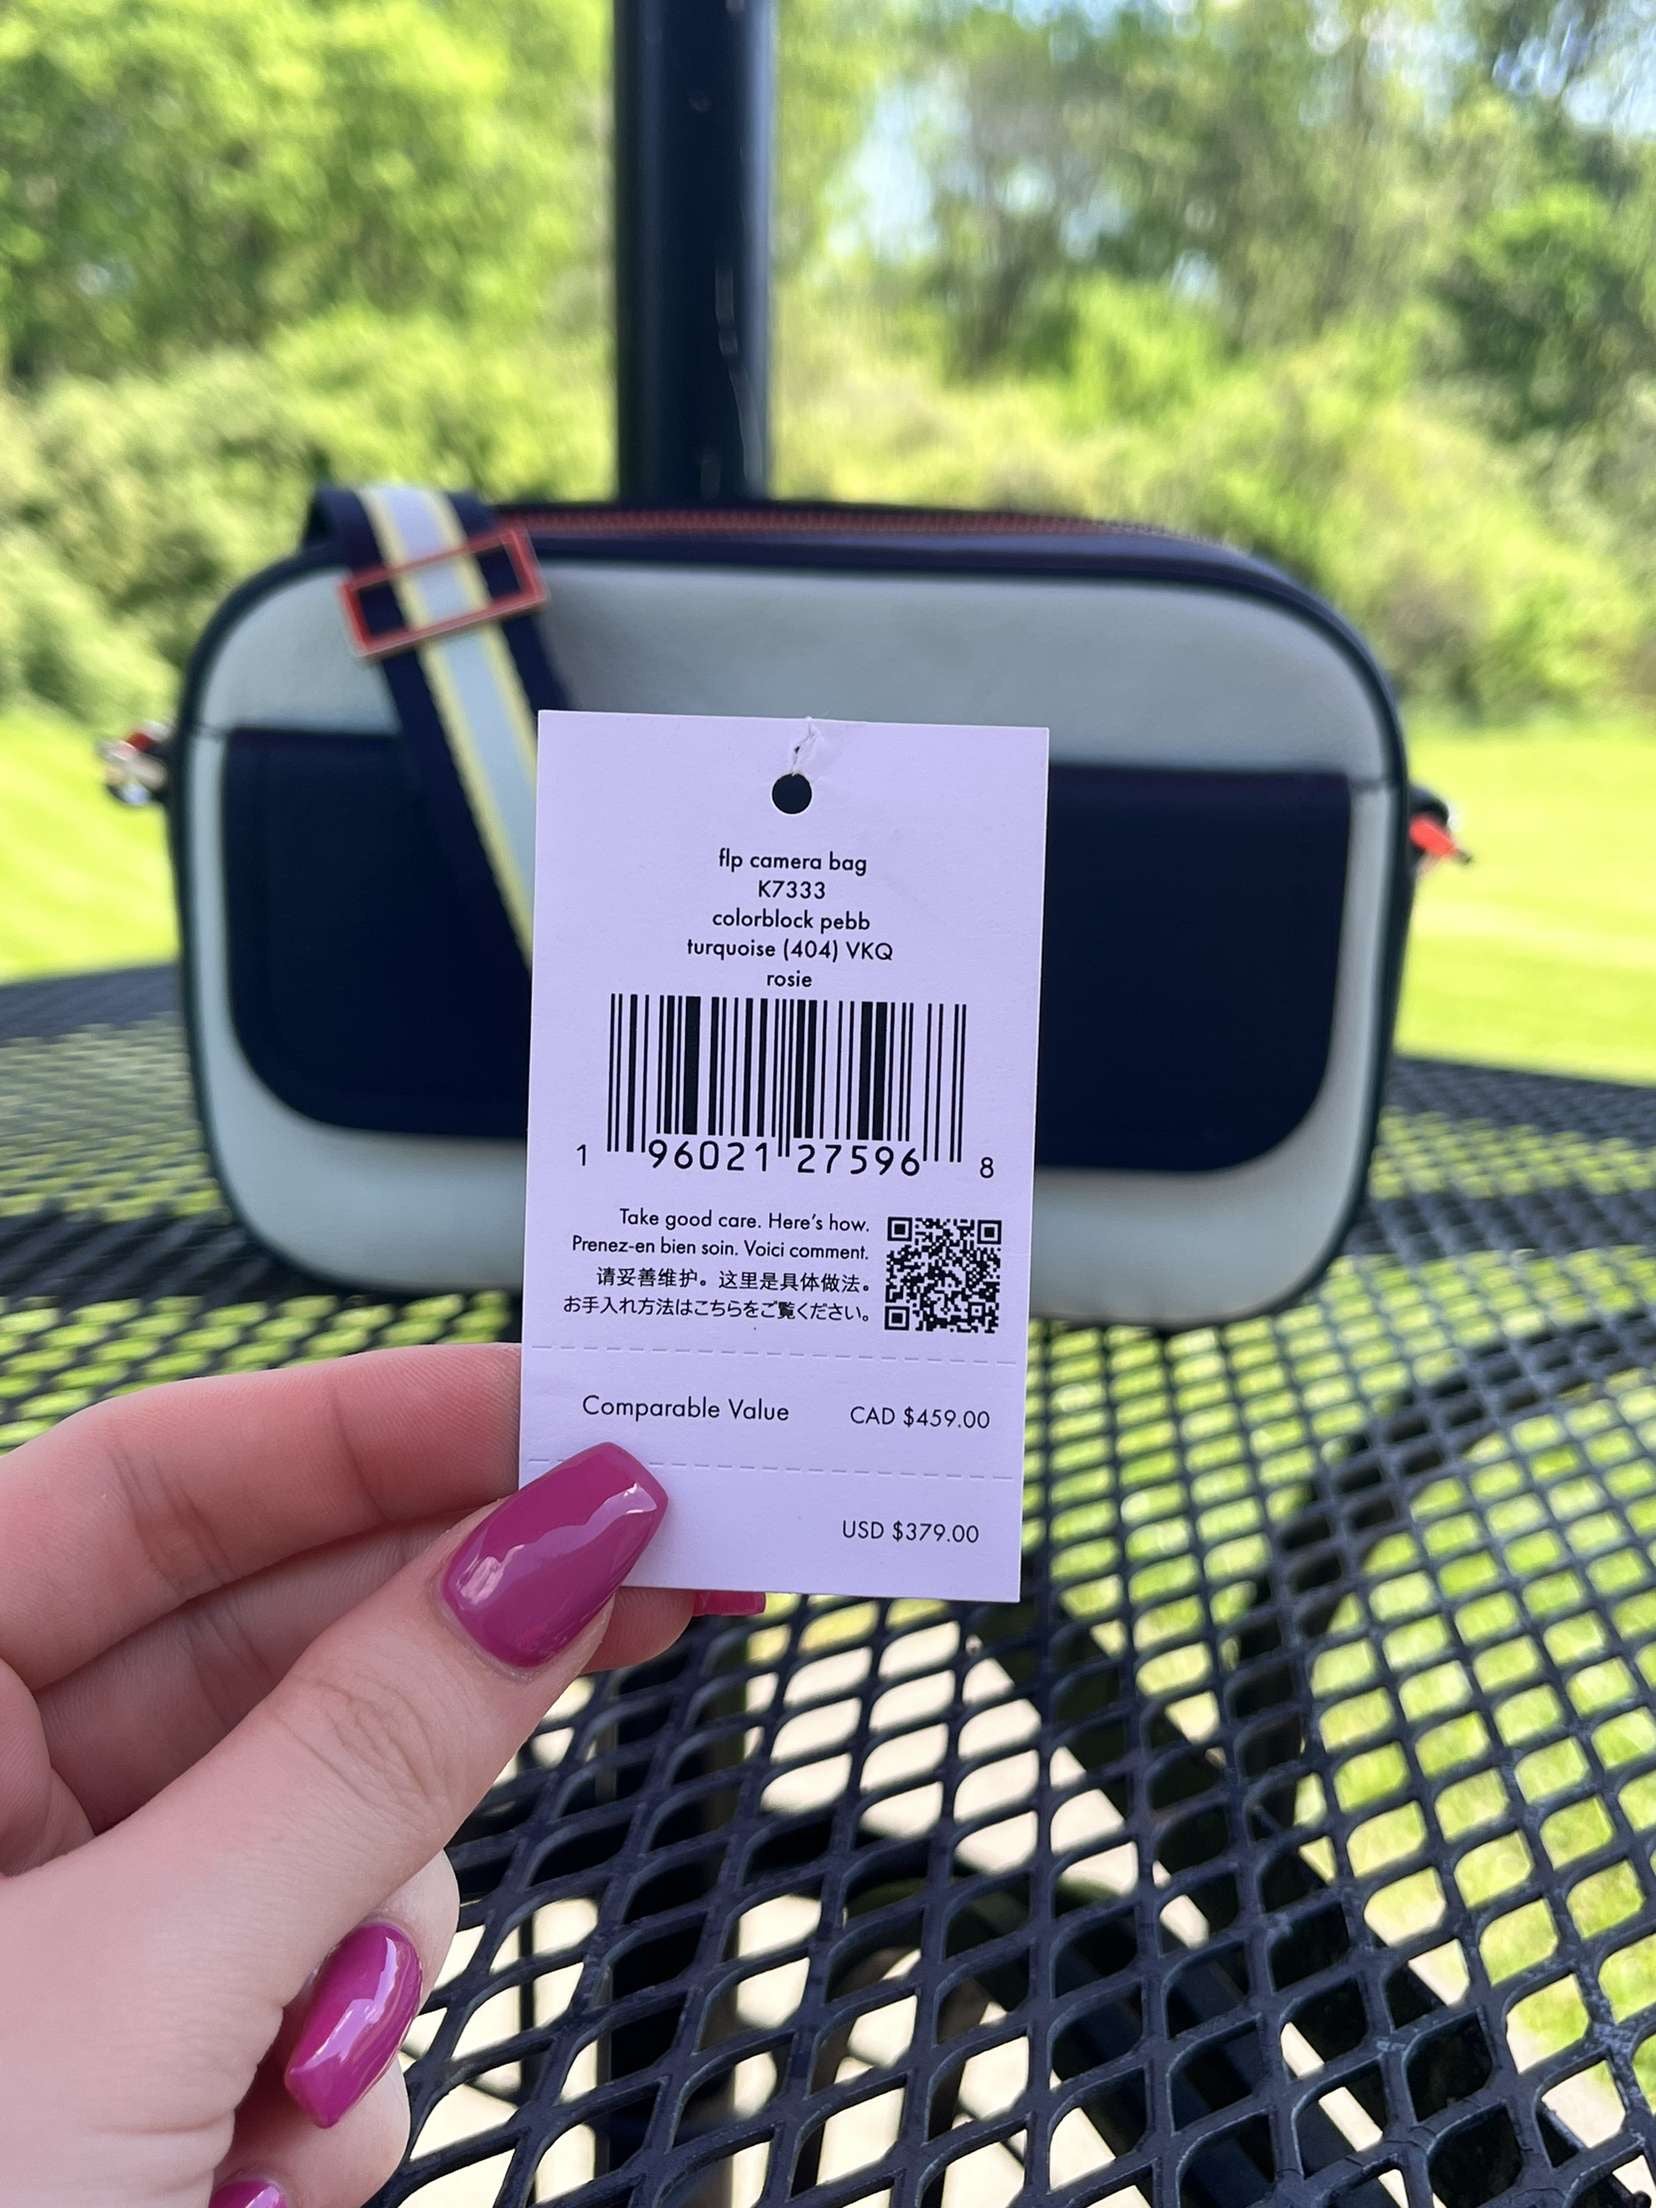 flp camera bag
K7333
colorblock pebb
turquoise (404) VKQ
rosie
1 96021 27596 8
Take good care. Here's how.
Prenez-en bien soin. Voici comment.
请妥善维护。这里是具体做法。
お手入れ方法はこちらをご覧ください。
Comparable Value CAD $459.00
USD $379.00